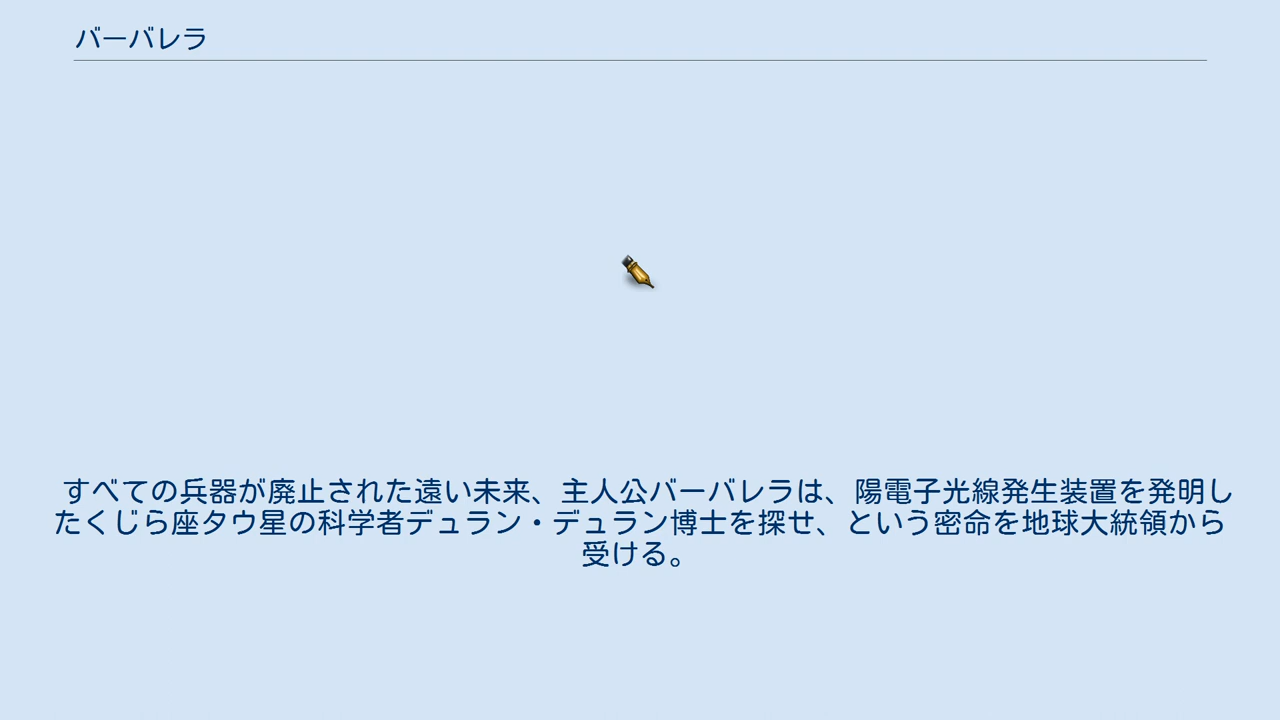 バーバレラ
すべての兵器が廃止された遠い未来、主人公バーバレラは、陽電子光線発生装置を発明し
たくじら座タウ星の科学者デュラン・デュラン博士を探せ、という密命を地球大統領から
受ける。